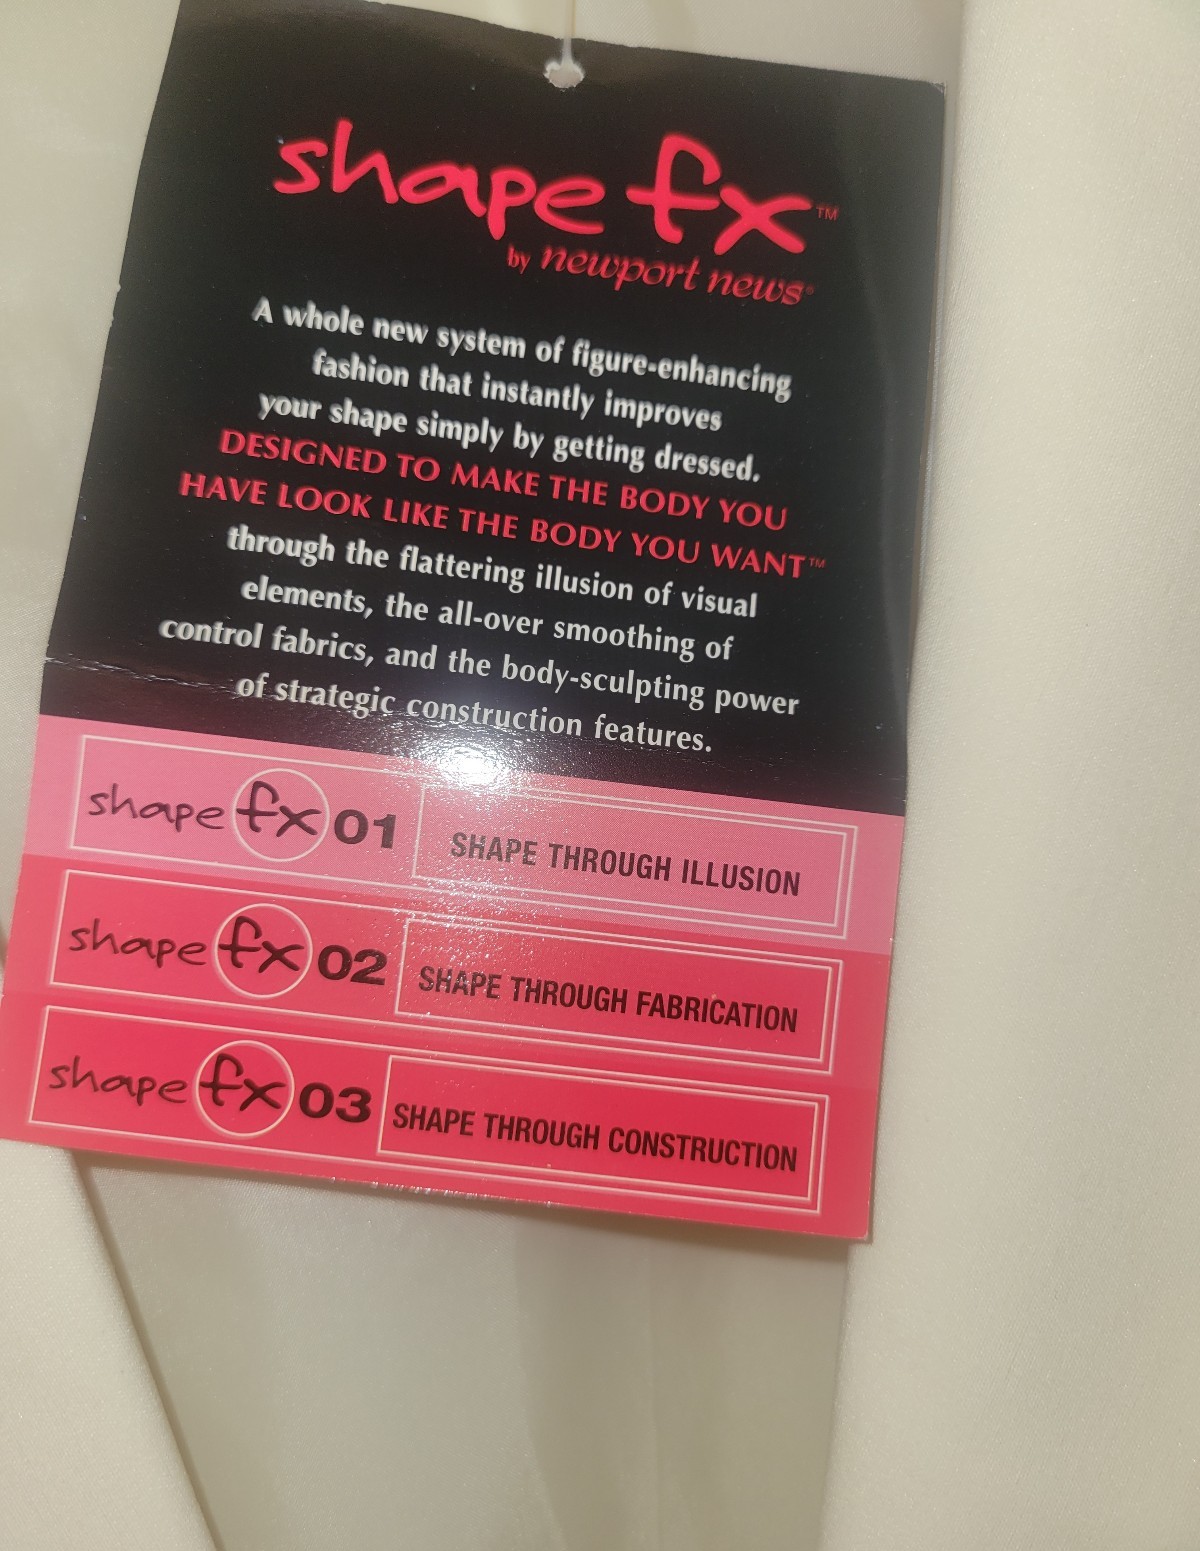 shape fx™
by newport news®
A whole new system of figure-enhancing
fashion that instantly improves
your shape simply by getting dressed.
DESIGNED TO MAKE THE BODY YOU
HAVE LOOK LIKE THE BODY YOU WANT™
through the flattering illusion of visual
elements, the all-over smoothing of
control fabrics, and the body-sculpting power
of strategic construction features.
shape fx 01 SHAPE THROUGH ILLUSION
shape fx 02 SHAPE THROUGH FABRICATION
shape fx 03 SHAPE THROUGH CONSTRUCTION